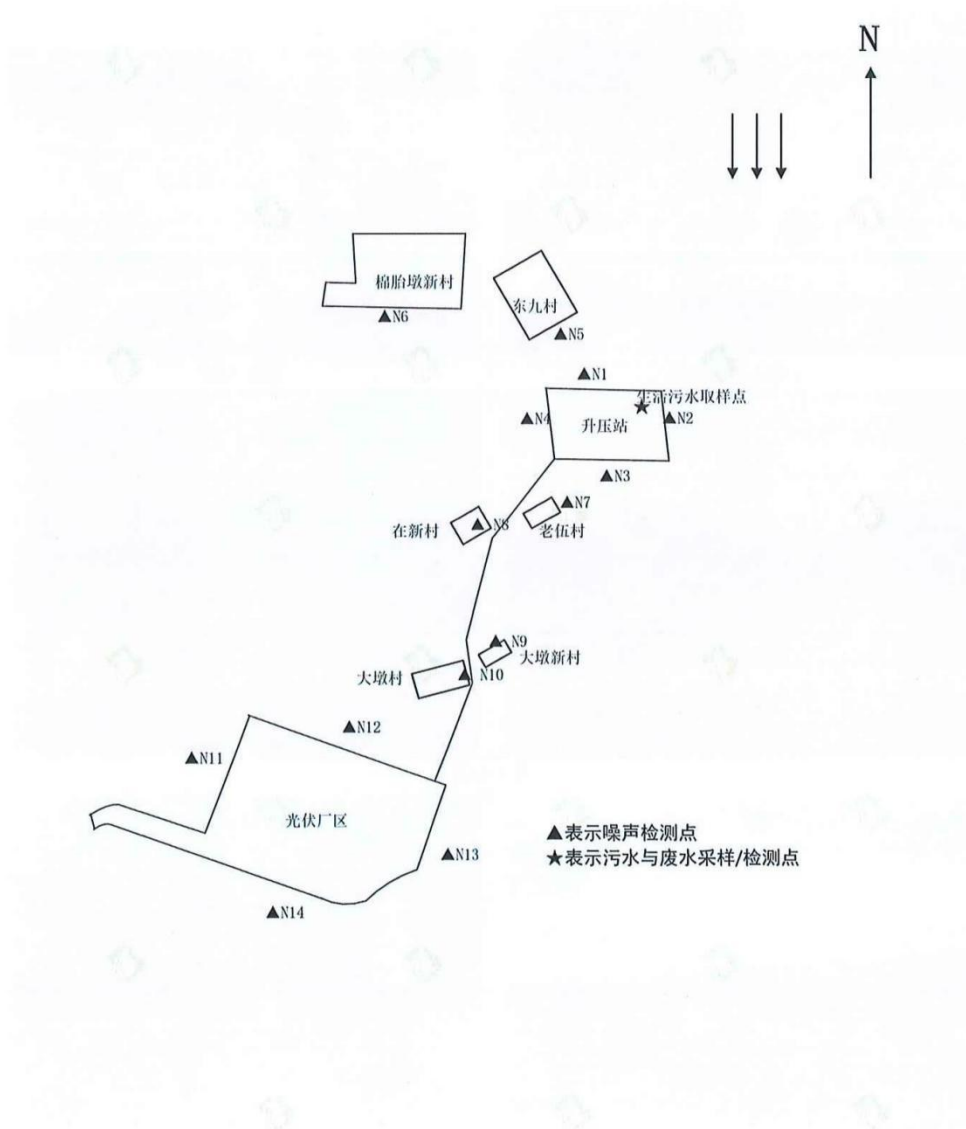 N
棉胎墩新村
东九村
▲N6
▲N5
▲N1
生活污水取样点
★
▲N4
升压站
▲N2
▲N3
▲N7
在新村
▲N8
老伍村
▲N9
大墩新村
大墩村
▲N10
▲N12
▲N11
光伏厂区
▲表示噪声检测点
★表示污水与废水采样/检测点
▲N13
▲N14